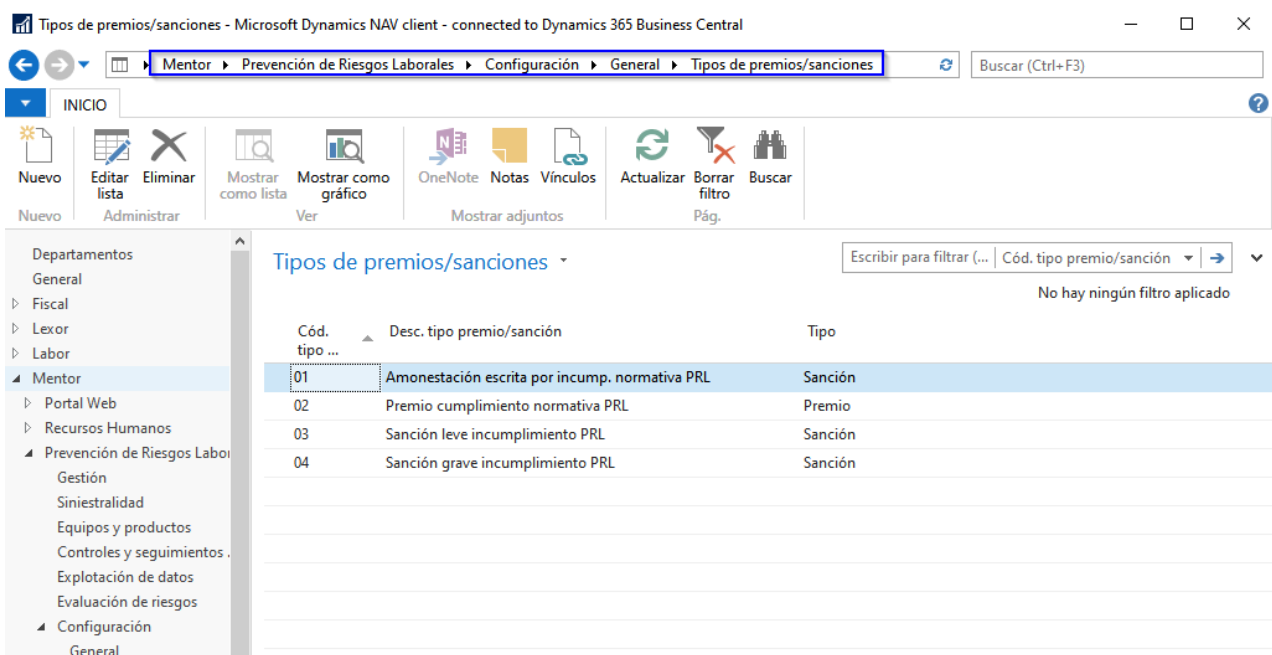 Tipos de premios/sanciones - Microsoft Dynamics NAV client - connected to Dynamics 365 Business Central
Mentor Prevención de Riesgos Laborales Configuración General Tipos de premios/sanciones
Buscar (Ctrl+F3)
INICIO
Nuevo
Editar lista
Eliminar
Mostrar como lista
Mostrar como gráfico
OneNote
Notas
Vínculos
Actualizar
Borrar filtro
Buscar
Nuevo
Administrar
Ver
Mostrar adjuntos
Pág.
Departamentos
General
Fiscal
Lexor
Labor
Mentor
Portal Web
Recursos Humanos
Prevención de Riesgos Labor
Gestión
Siniestralidad
Equipos y productos
Controles y seguimientos .
Explotación de datos
Evaluación de riesgos
Configuración
General
Tipos de premios/sanciones
Escribir para filtrar (... Cód. tipo premio/sanción
No hay ningún filtro aplicado
Cód. tipo ... Desc. tipo premio/sanción Tipo
01 Amonestación escrita por incump. normativa PRL Sanción
02 Premio cumplimiento normativa PRL Premio
03 Sanción leve incumplimiento PRL Sanción
04 Sanción grave incumplimiento PRL Sanción